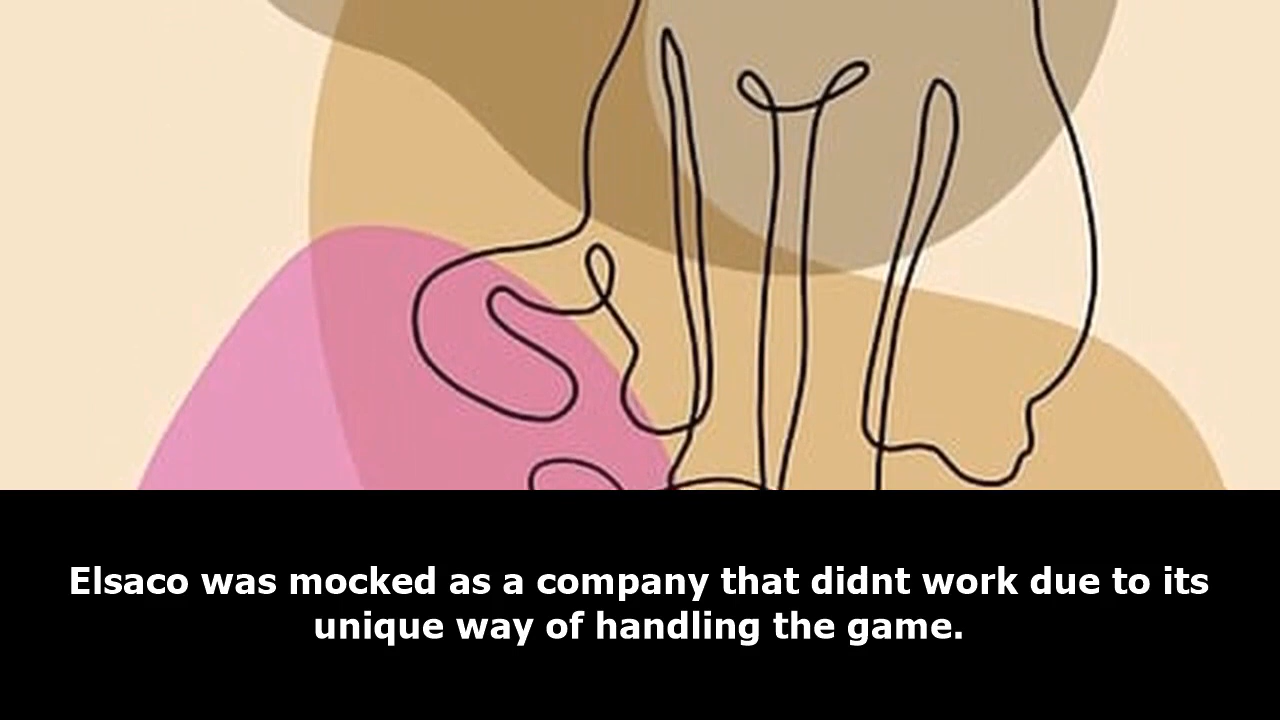 Elsaco was mocked as a company that didnt work due to its
unique way of handling the game.